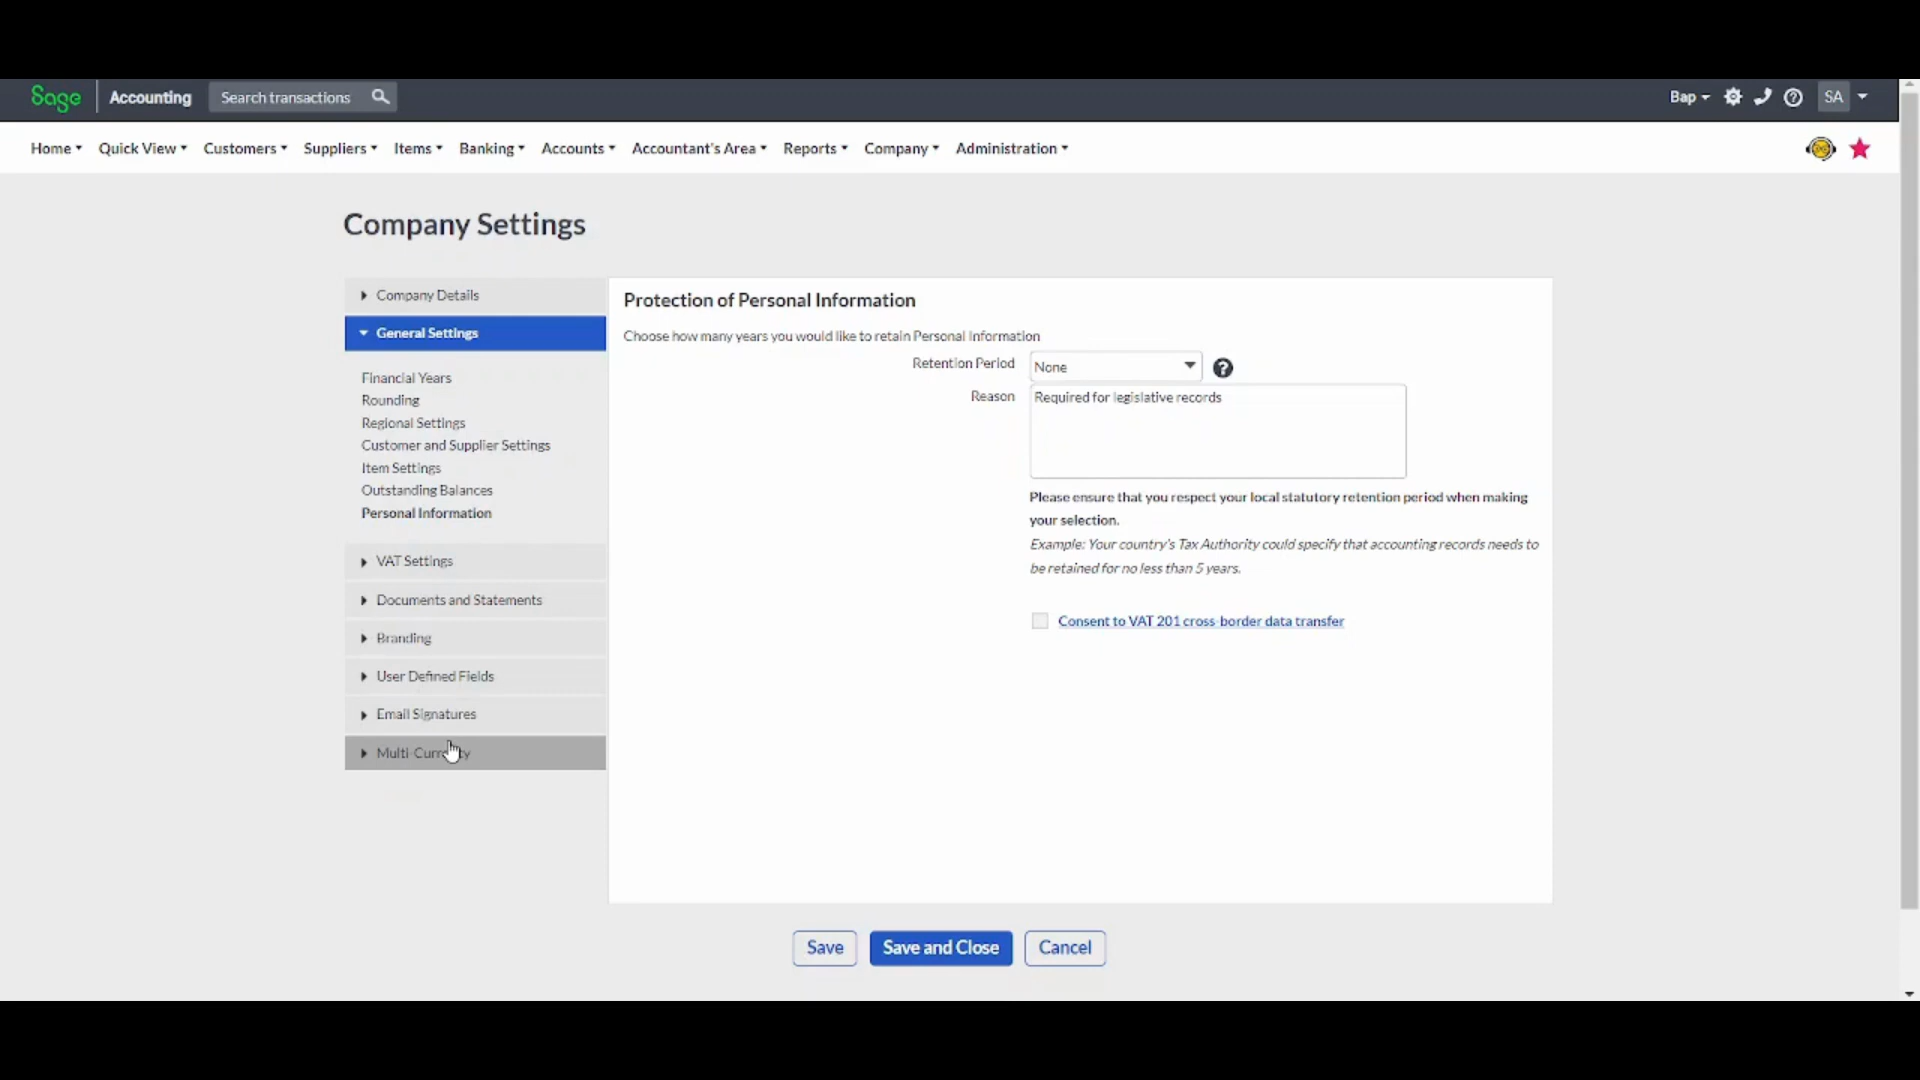 Sage Accounting Search transactions Bap SA
Home Quick View Customers Suppliers Items Banking Accounts Accountant's Area Reports Company Administration
Company Settings
Company Details
General Settings
Financial Years
Rounding
Regional Settings
Customer and Supplier Settings
Item Settings
Outstanding Balances
Personal Information
VAT Settings
Documents and Statements
Branding
User Defined Fields
Email Signatures
Protection of Personal Information
Choose how many years you would like to retain Personal Information
Retention Period None ?
Reason Required for legislative records
Please ensure that you respect your local statutory retention period when making
your selection.
Example: Your country's Tax Authority could specify that accounting records needs to
be retained for no less than 5 years.
Consent to VAT 201 cross-border data transfer
Save Save and Close Cancel